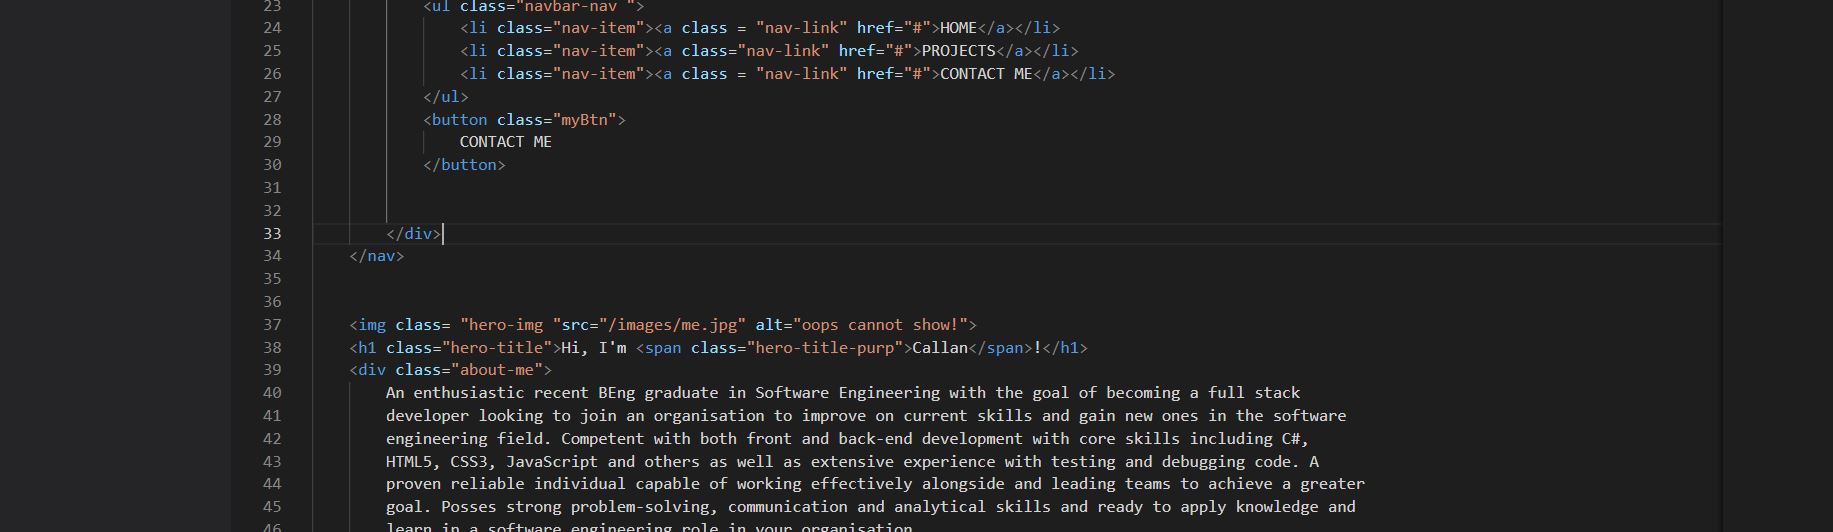 23 <ul class="navbar-nav ">
24 <li class="nav-item"><a class = "nav-link" href="#">HOME</a></li>
25 <li class="nav-item"><a class="nav-link" href="#">PROJECTS</a></li>
26 <li class="nav-item"><a class = "nav-link" href="#">CONTACT ME</a></li>
27 </ul>
28 <button class="myBtn">
29 CONTACT ME
30 </button>
31
32
33 </div>
34 </nav>
35
36
37 <img class= "hero-img "src="/images/me.jpg" alt="oops cannot show!">
38 <h1 class="hero-title">Hi, I'm <span class="hero-title-purp">Callan</span>!</h1>
39 <div class="about-me">
40 An enthusiastic recent BEng graduate in Software Engineering with the goal of becoming a full stack
41 developer looking to join an organisation to improve on current skills and gain new ones in the software
42 engineering field. Competent with both front and back-end development with core skills including C#,
43 HTML5, CSS3, JavaScript and others as well as extensive experience with testing and debugging code. A
44 proven reliable individual capable of working effectively alongside and leading teams to achieve a greater
45 goal. Posses strong problem-solving, communication and analytical skills and ready to apply knowledge and
46 learn in a software engineering role in your organisation